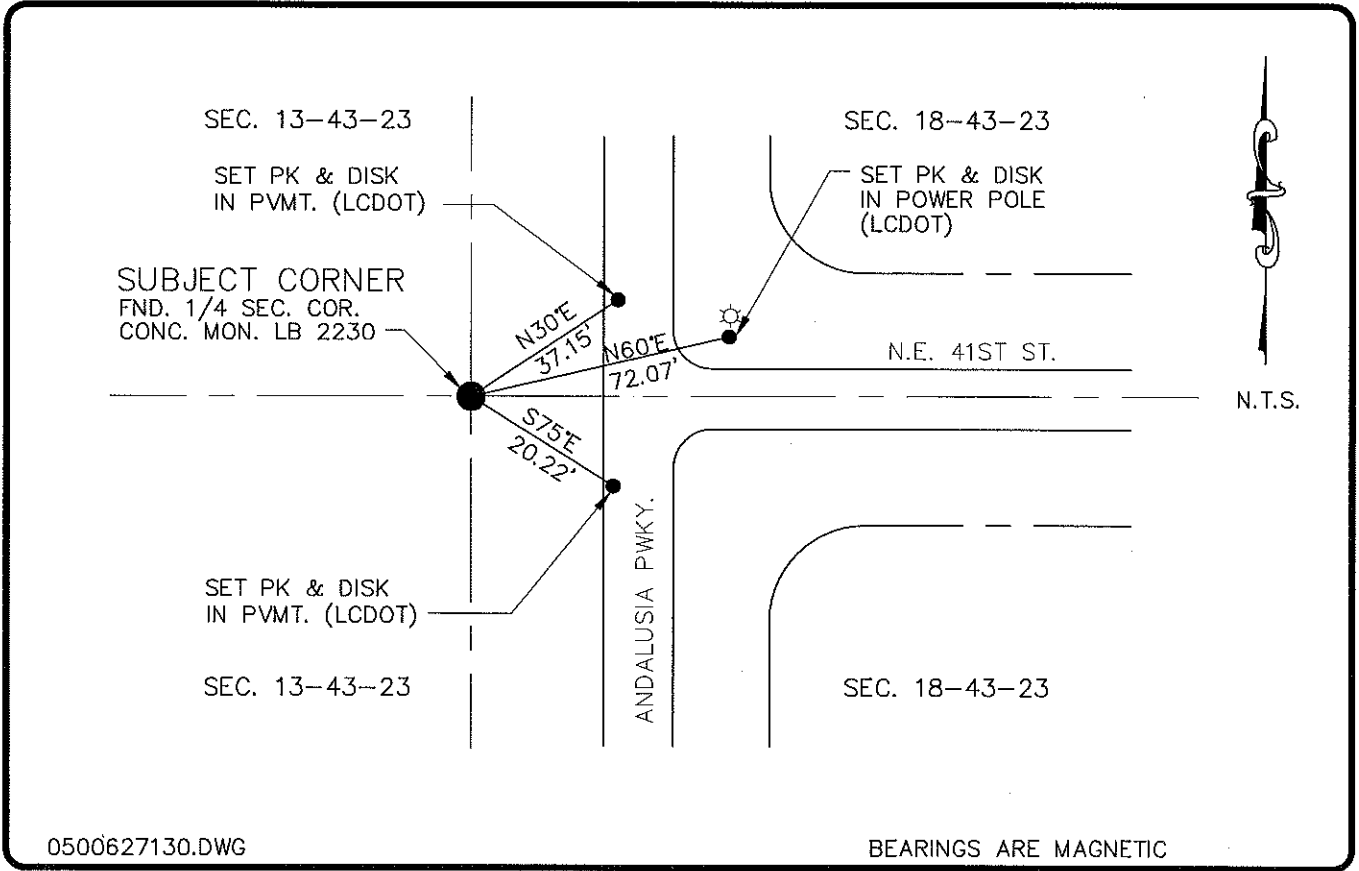 SEC. 13-43-23
SEC. 18-43-23
SET PK & DISK
IN PVMT. (LCDOT)
SET PK & DISK
IN POWER POLE
(LCDOT)
SUBJECT CORNER
FND. 1/4 SEC. COR.
CONC. MON. LB 2230
N30°E
37.15'
N60°E
72.07'
N.E. 41ST ST.
N.T.S.
S75°E
20.22'
ANDALUSIA PWKY.
SET PK & DISK
IN PVMT. (LCDOT)
SEC. 13-43-23
SEC. 18-43-23
0500627130.DWG
BEARINGS ARE MAGNETIC